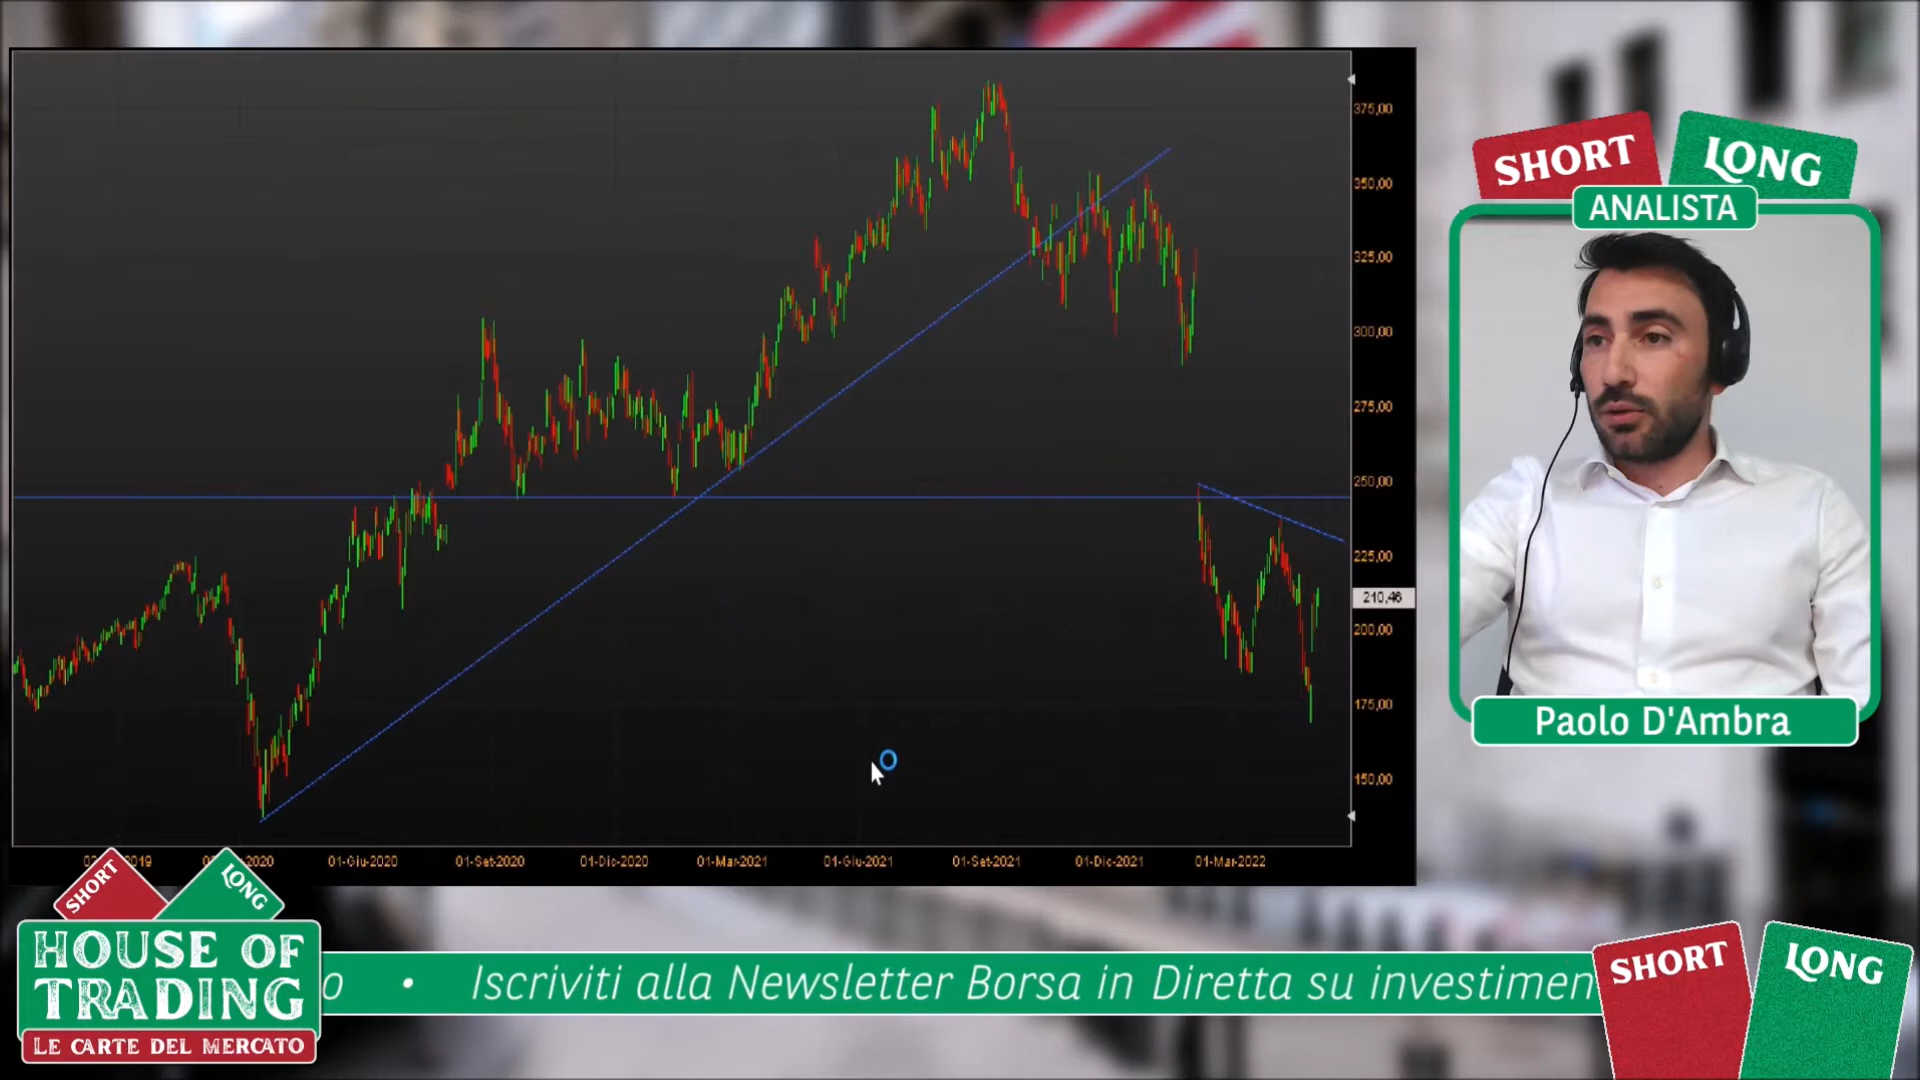 375,00
350,00
325,00
300,00
275,00
250,00
225,00
210,46
200,00
175,00
150,00
2019
2020
01-Giu-2020
01-Set-2020
01-Dic-2020
01-Mar-2021
01-Giu-2021
01-Set-2021
01-Dic-2021
01-Mar-2022
SHORT
LONG
ANALISTA
Paolo D'Ambra
SHORT
LONG
HOUSE OF
TRADING
LE CARTE DEL MERCATO
o • Iscriviti alla Newsletter Borsa in Diretta su investimen
SHORT
LONG